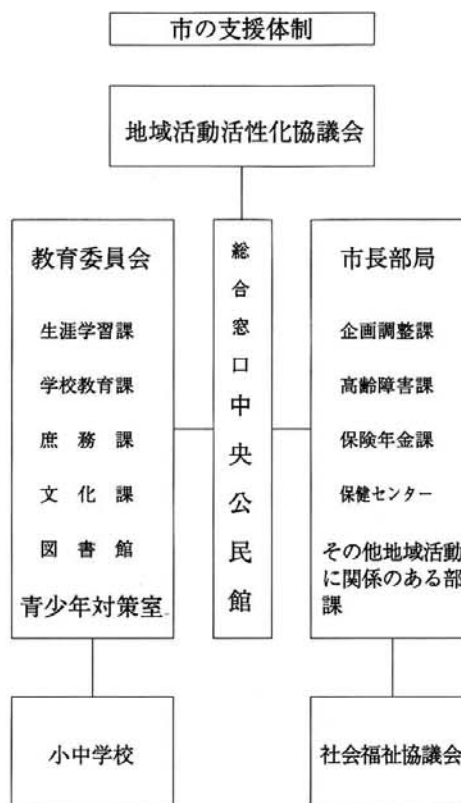 市の支援体制
地域活動活性化協議会
教育委員会
生涯学習課
学校教育課
庶務課
文化課
図書館
青少年対策室
総合窓口中央公民館
市長部局
企画調整課
高齢障害課
保険年金課
保健センター
その他地域活動
に関係のある部
課
小中学校
社会福祉協議会